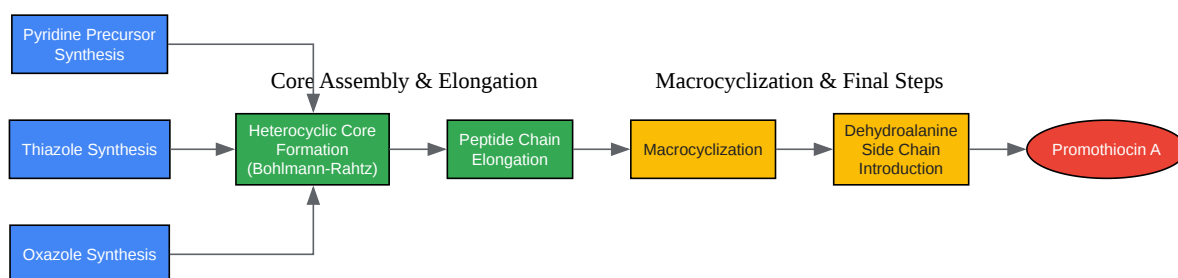 Pyridine Precursor
Synthesis
Core Assembly & Elongation
Macrocyclization & Final Steps
Thiazole Synthesis
Heterocyclic Core
Formation
(Bohlmann-Rahtz)
Peptide Chain
Elongation
Macrocyclization
Dehydroalanine
Side Chain
Introduction
Promothiocin A
Oxazole Synthesis